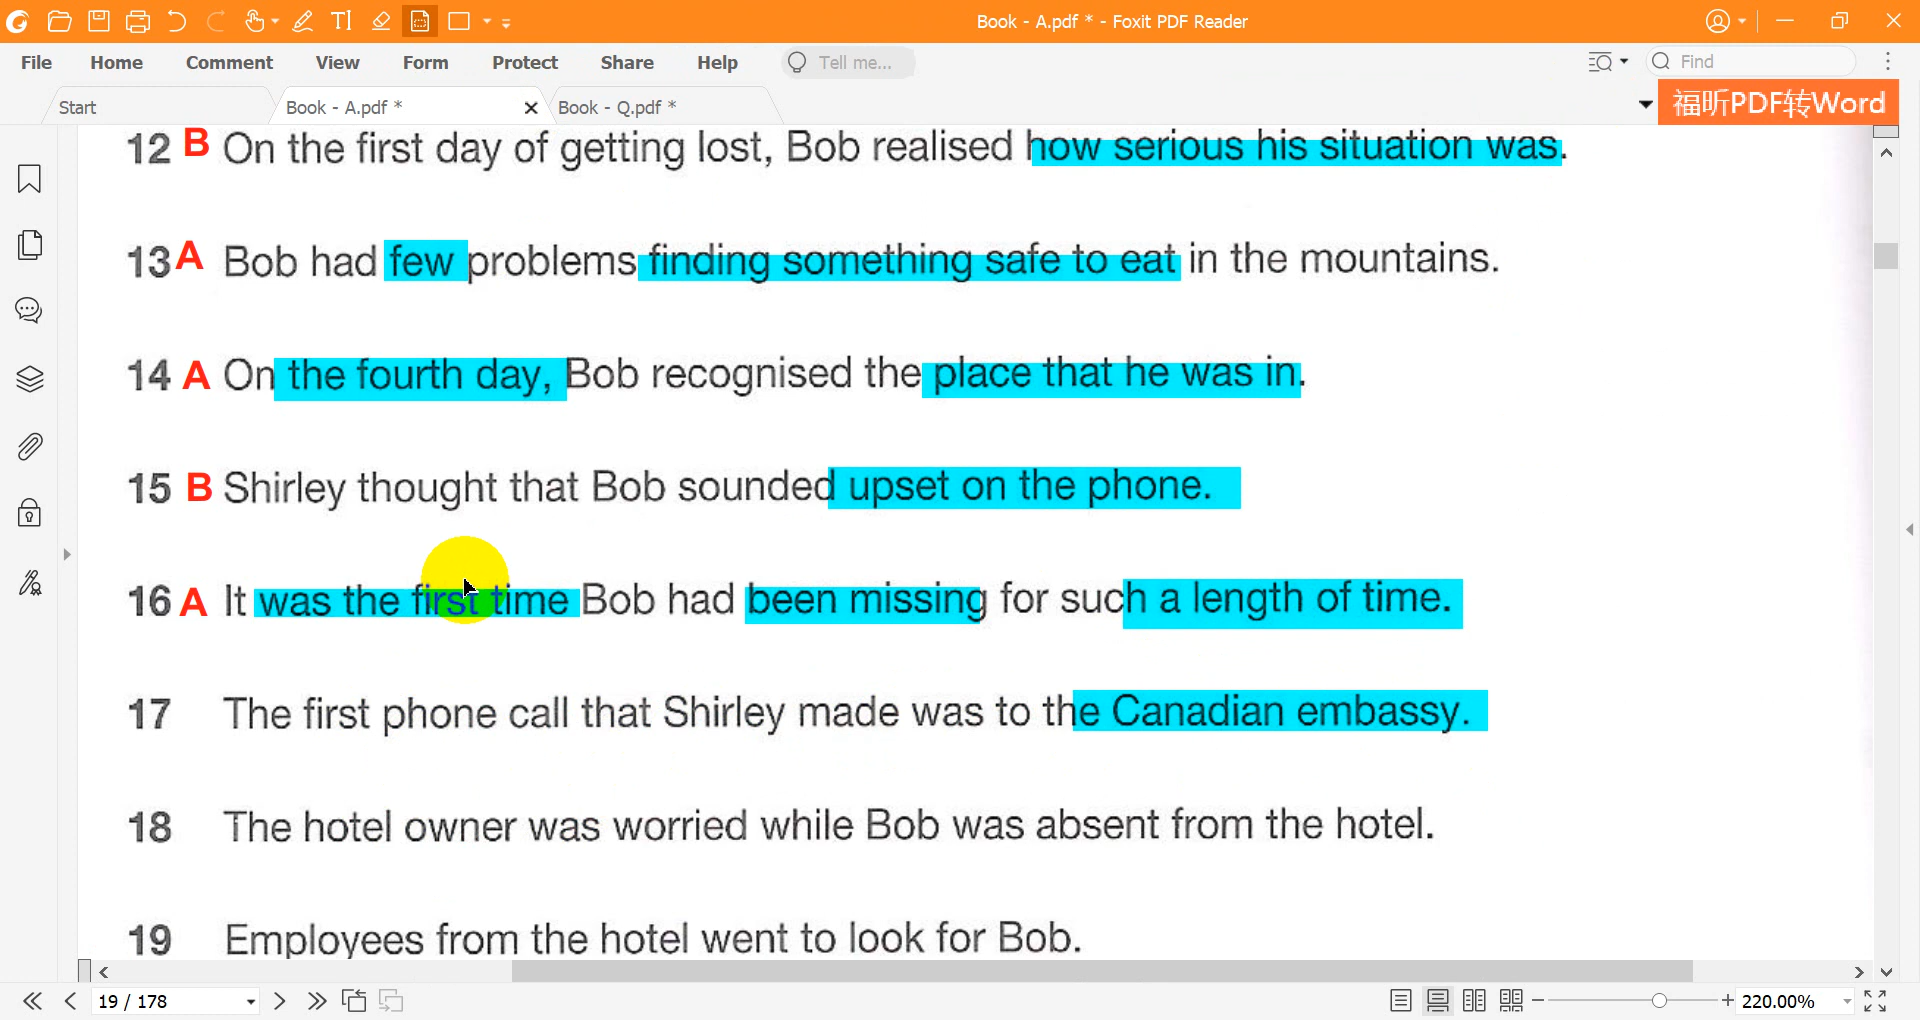 Book - A.pdf * - Foxit PDF Reader
File Home Comment View Form Protect Share Help Tell me... Find
Start Book - A.pdf * Book - Q.pdf * 福昕PDF转Word
12 B On the first day of getting lost, Bob realised how serious his situation was.
13 A Bob had few problems finding something safe to eat in the mountains.
14 A On the fourth day, Bob recognised the place that he was in.
15 B Shirley thought that Bob sounded upset on the phone.
16 A It was the first time Bob had been missing for such a length of time.
17 The first phone call that Shirley made was to the Canadian embassy.
18 The hotel owner was worried while Bob was absent from the hotel.
19 Employees from the hotel went to look for Bob.
19 / 178 220.00%